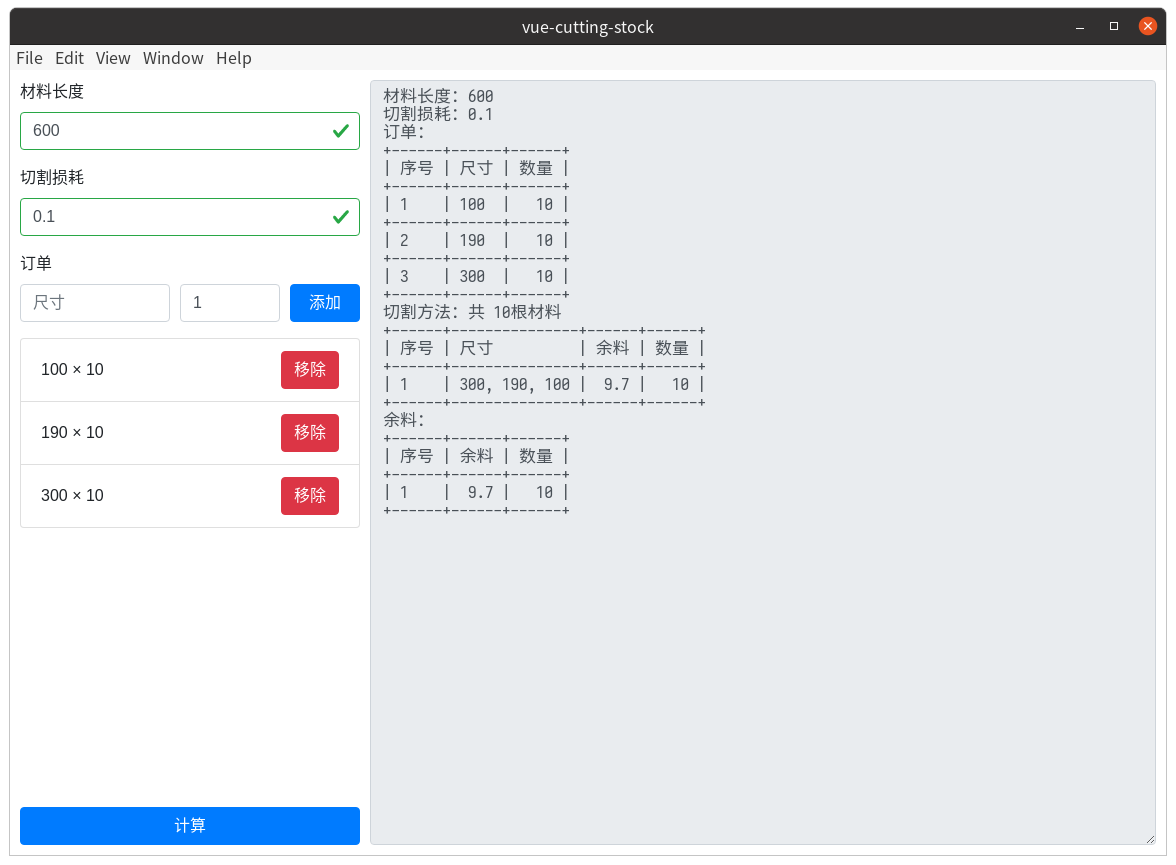 vue-cutting-stock
File Edit View Window Help
材料长度
600
切割损耗
0.1
订单
尺寸 1 添加
100 × 10 移除
190 × 10 移除
300 × 10 移除
计算
材料长度: 600
切割损耗: 0.1
订单:
+------+------+------+
| 序号 | 尺寸 | 数量 |
+------+------+------+
| 1    | 100  |   10 |
+------+------+------+
| 2    | 190  |   10 |
+------+------+------+
| 3    | 300  |   10 |
+------+------+------+
切割方法: 共 10根材料
+------+---------------+------+------+
| 序号 | 尺寸          | 余料 | 数量 |
+------+---------------+------+------+
| 1    | 300, 190, 100 |  9.7 |   10 |
+------+---------------+------+------+
余料:
+------+------+------+
| 序号 | 余料 | 数量 |
+------+------+------+
| 1    |  9.7 |   10 |
+------+------+------+